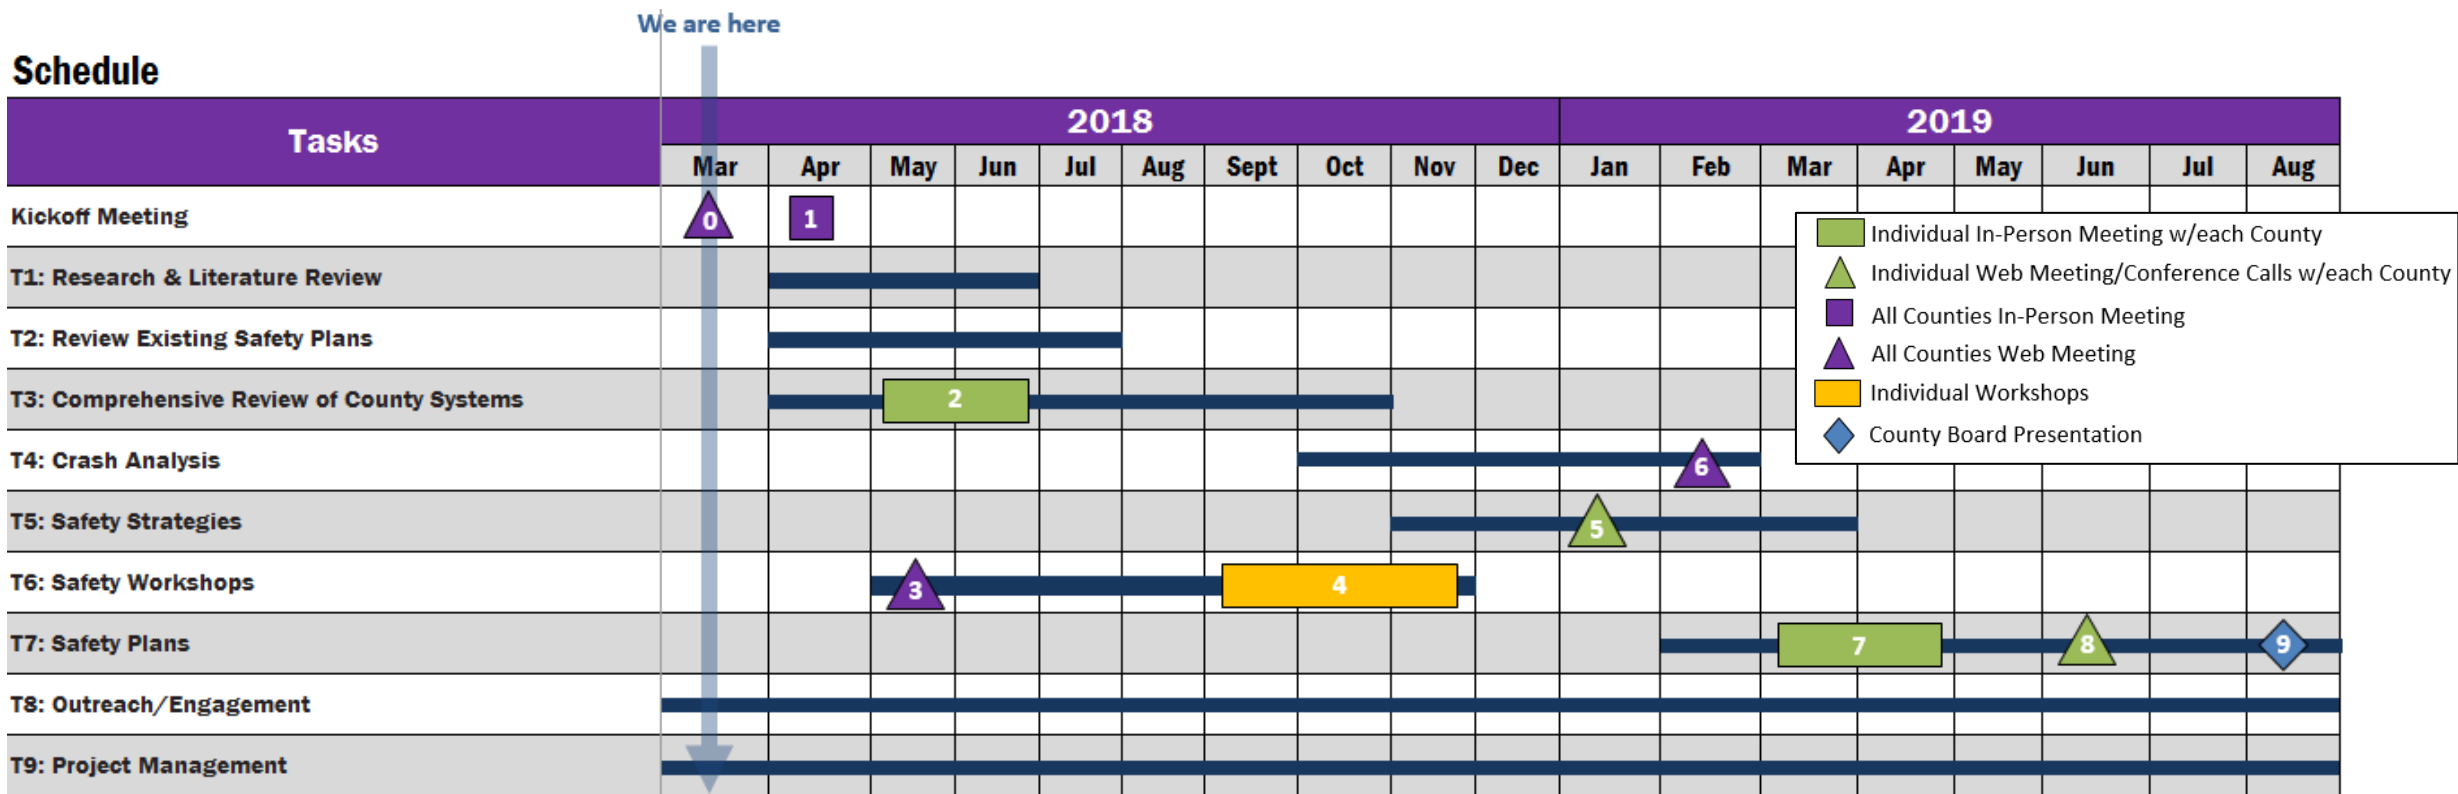 We are here
Schedule
Tasks
2018 2019
Mar Apr May Jun Jul Aug Sept Oct Nov Dec Jan Feb Mar Apr May Jun Jul Aug
Kickoff Meeting 0 1
Individual In-Person Meeting w/each County
Individual Web Meeting/Conference Calls w/each County
All Counties In-Person Meeting
All Counties Web Meeting
Individual Workshops
County Board Presentation
T1: Research & Literature Review
T2: Review Existing Safety Plans
T3: Comprehensive Review of County Systems 2
T4: Crash Analysis 6
T5: Safety Strategies 5
T6: Safety Workshops 3 4
T7: Safety Plans 7 8 9
T8: Outreach/Engagement
T9: Project Management